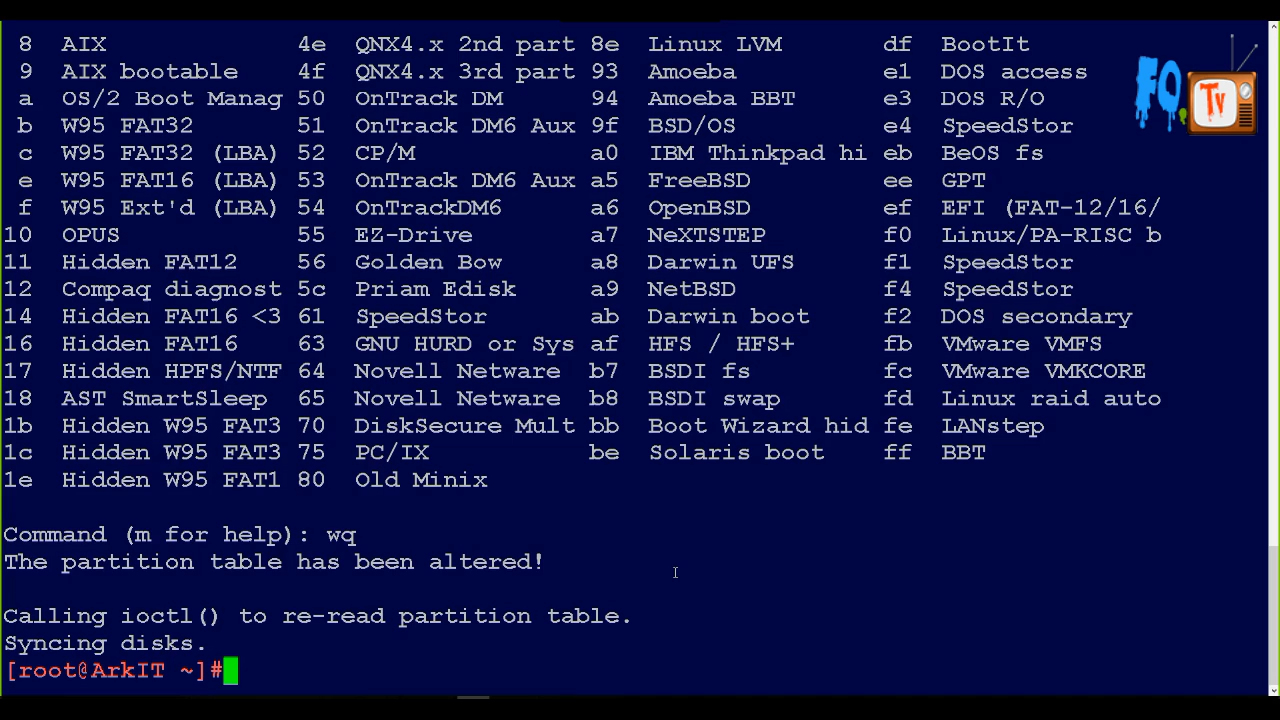 8 AIX 4e QNX4.x 2nd part 8e Linux LVM df BootIt
9 AIX bootable 4f QNX4.x 3rd part 93 Amoeba e1 DOS access
a OS/2 Boot Manag 50 OnTrack DM 94 Amoeba BBT e3 DOS R/O
b W95 FAT32 51 OnTrack DM6 Aux 9f BSD/OS e4 SpeedStor
c W95 FAT32 (LBA) 52 CP/M a0 IBM Thinkpad hi eb BeOS fs
e W95 FAT16 (LBA) 53 OnTrack DM6 Aux a5 FreeBSD ee GPT
f W95 Ext'd (LBA) 54 OnTrackDM6 a6 OpenBSD ef EFI (FAT-12/16/
10 OPUS 55 EZ-Drive a7 NeXTSTEP f0 Linux/PA-RISC b
11 Hidden FAT12 56 Golden Bow a8 Darwin UFS f1 SpeedStor
12 Compaq diagnost 5c Priam Edisk a9 NetBSD f4 SpeedStor
14 Hidden FAT16 <3 61 SpeedStor ab Darwin boot f2 DOS secondary
16 Hidden FAT16 63 GNU HURD or Sys af HFS / HFS+ fb VMware VMFS
17 Hidden HPFS/NTF 64 Novell Netware b7 BSDI fs fc VMware VMKCORE
18 AST SmartSleep 65 Novell Netware b8 BSDI swap fd Linux raid auto
1b Hidden W95 FAT3 70 DiskSecure Mult bb Boot Wizard hid fe LANstep
1c Hidden W95 FAT3 75 PC/IX be Solaris boot ff BBT
1e Hidden W95 FAT1 80 Old Minix
Command (m for help): wq
The partition table has been altered!
Calling ioctl() to re-read partition table.
Syncing disks.
[root@ArkIT ~]#
FQ. Tv